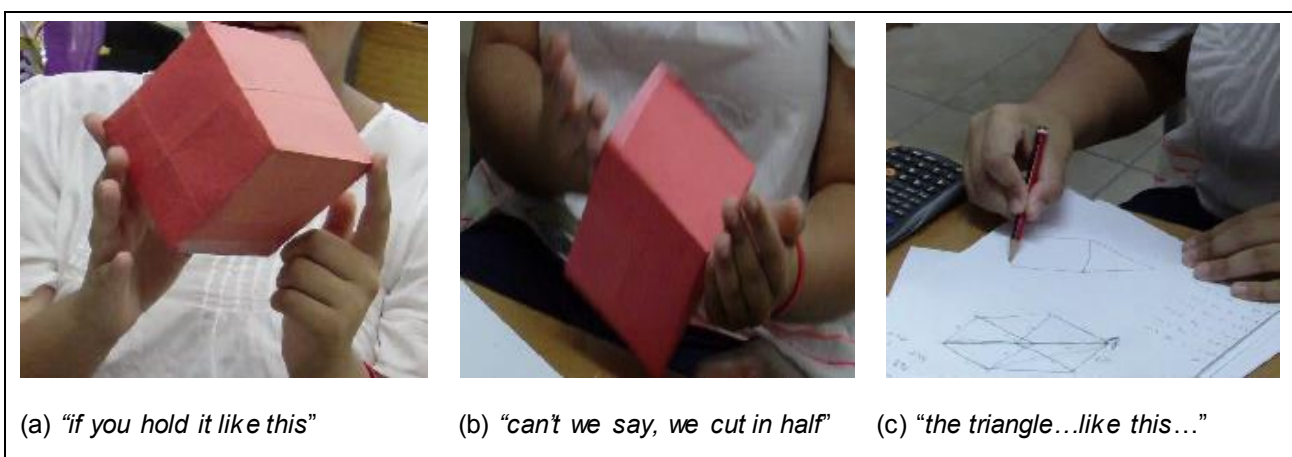 (a) “if you hold it like this”
(b) “can’t we say, we cut in half”
(c) “the triangle…like this…”